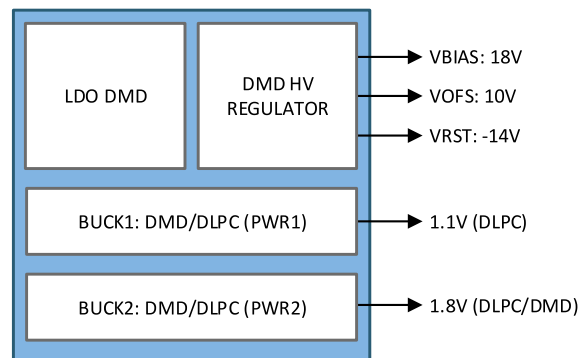 LDO DMD
DMD HV
REGULATOR
VBIAS: 18V
VOFS: 10V
VRST: -14V
BUCK1: DMD/DLPC (PWR1)
1.1V (DLPC)
BUCK2: DMD/DLPC (PWR2)
1.8V (DLPC/DMD)